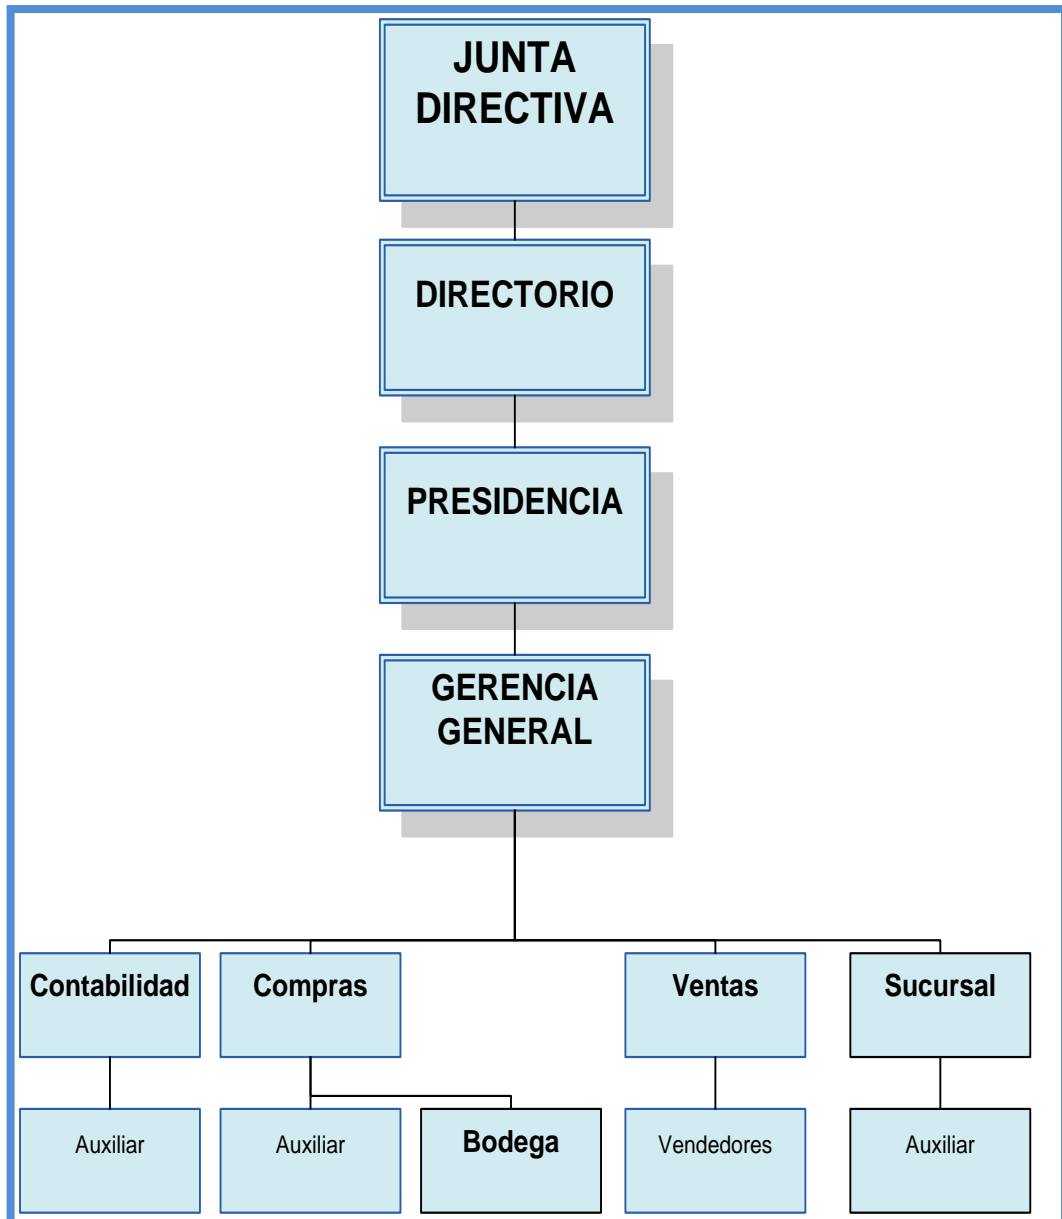 JUNTA
DIRECTIVA
DIRECTORIO
PRESIDENCIA
GERENCIA
GENERAL
Contabilidad
Compras
Ventas
Sucursal
Auxiliar
Auxiliar
Bodega
Vendedores
Auxiliar